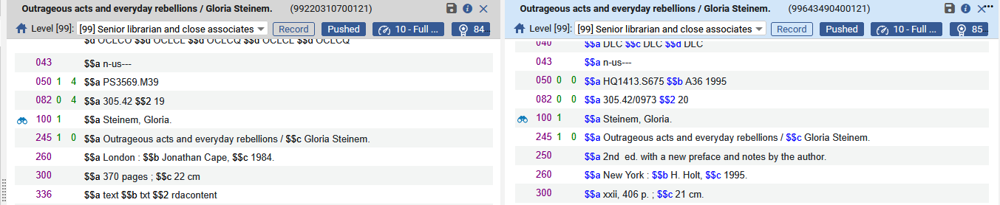 Outrageous acts and everyday rebellions / Gloria Steinem. (99220310700121)
Level [99]: [99] Senior librarian and close associates Record Pushed 10 - Full ... 84..
$$d OCLCO $$d OCLCF $$d OCLCQ $$d OCLCL $$d OCLCQ
043 $$a n-us---
050 1 4 $$a PS3569.M39
082 0 4 $$a 305.42 $$2 19
100 1 $$a Steinem, Gloria.
245 1 0 $$a Outrageous acts and everyday rebellions / $$c Gloria Steinem.
260 $$a London : $$b Jonathan Cape, $$c 1984.
300 $$a 370 pages ; $$c 22 cm
336 $$a text $$b txt $$2 rdacontent
Outrageous acts and everyday rebellions / Gloria Steinem. (99643490400121)
Level [99]: [99] Senior librarian and close associates Record Pushed 10 - Full ... 85..
040 $$a DLC $$c DLC $$d DLC
043 $$a n-us---
050 0 0 $$a HQ1413.S675 $$b A36 1995
082 0 0 $$a 305.42/0973 $$2 20
100 1 $$a Steinem, Gloria.
245 1 0 $$a Outrageous acts and everyday rebellions / $$c Gloria Steinem.
250 $$a 2nd ed. with a new preface and notes by the author.
260 $$a New York : $$b H. Holt, $$c 1995.
300 $$a xxii, 406 p. ; $$c 21 cm.